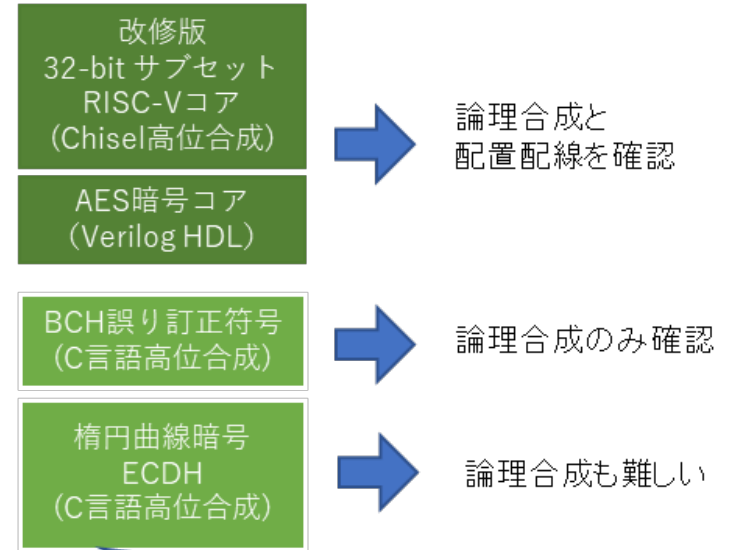 改修版
32-bit サブセット
RISC-Vコア
(Chisel高位合成)
論理合成と
配置配線を確認
AES暗号コア
（Verilog HDL）
BCH誤り訂正符号
(C言語高位合成)
論理合成のみ確認
楕円曲線暗号
ECDH
(C言語高位合成)
論理合成も難しい